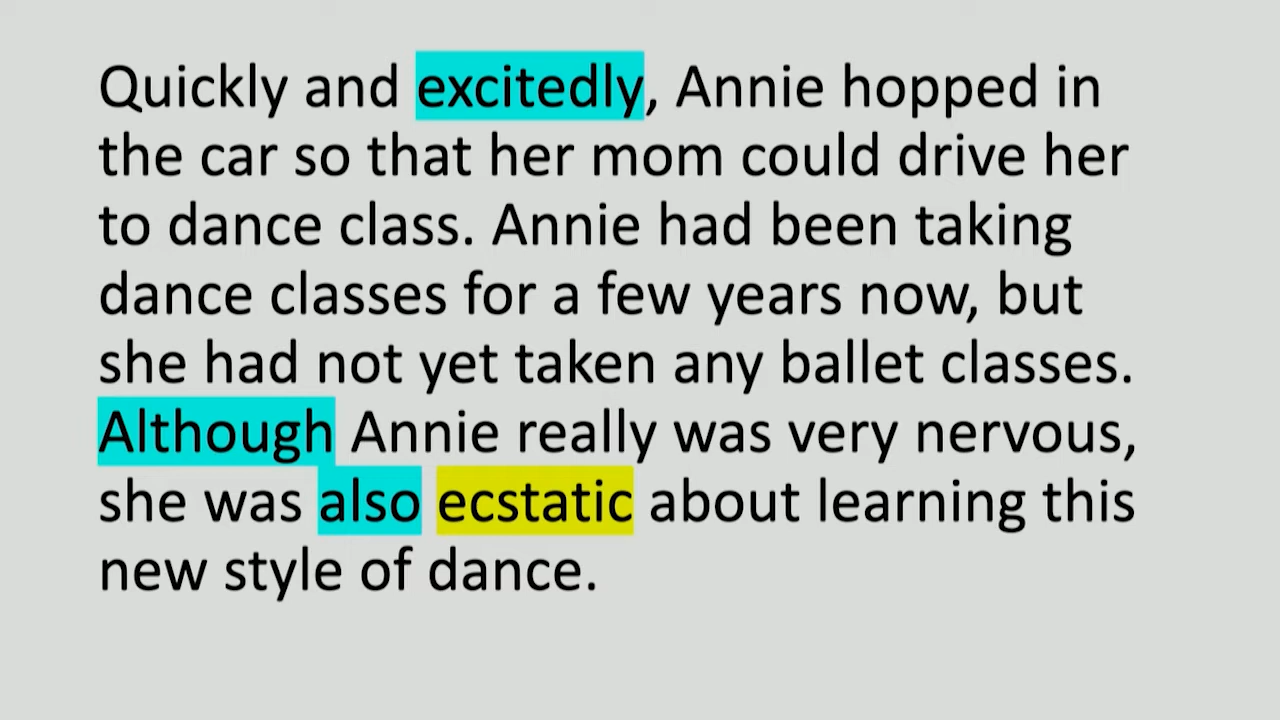 Quickly and excitedly, Annie hopped in
the car so that her mom could drive her
to dance class. Annie had been taking
dance classes for a few years now, but
she had not yet taken any ballet classes.
Although Annie really was very nervous,
she was also ecstatic about learning this
new style of dance.